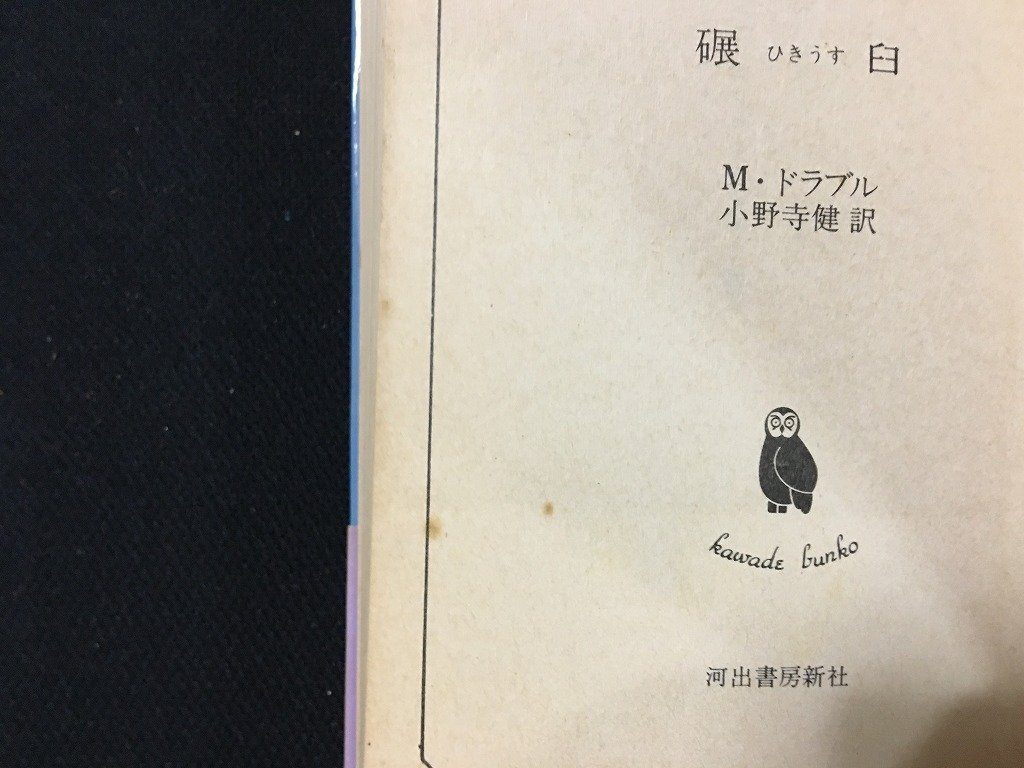 碾 ひきうす 臼
M・ドラブル
小野寺健 訳
kawade bunko
河出書房新社